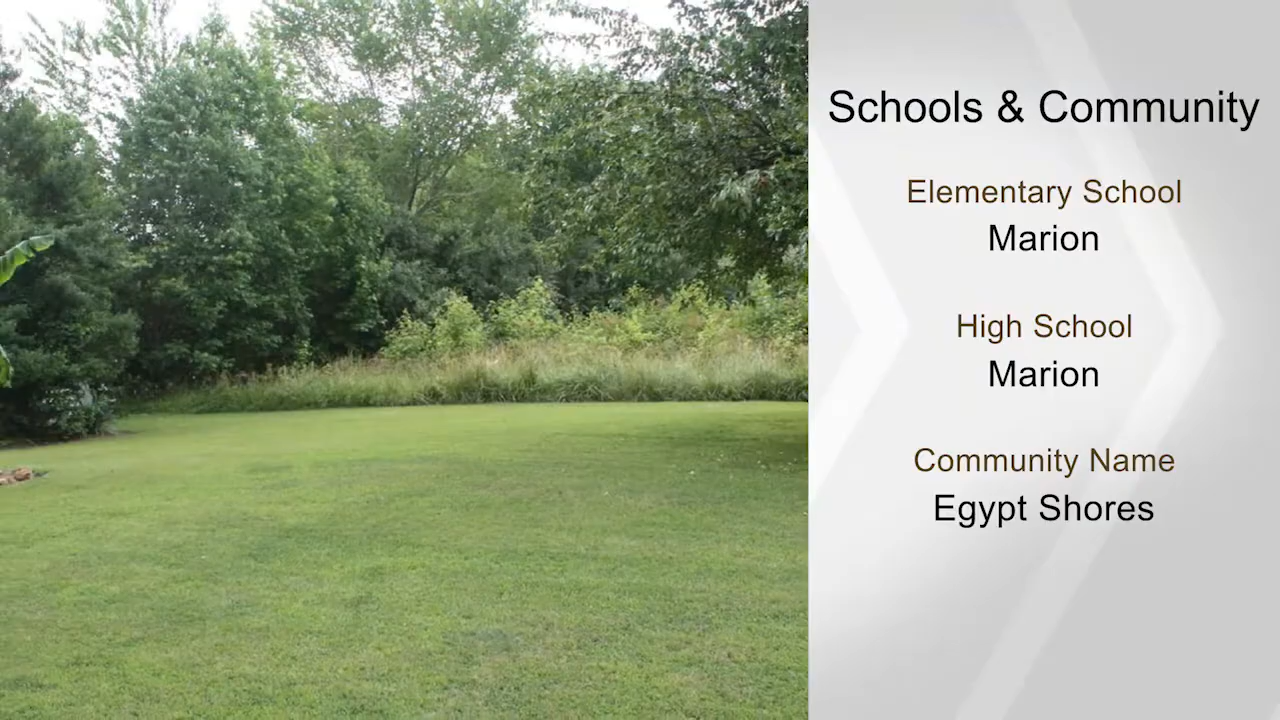 Schools & Community
Elementary School
Marion
High School
Marion
Community Name
Egypt Shores